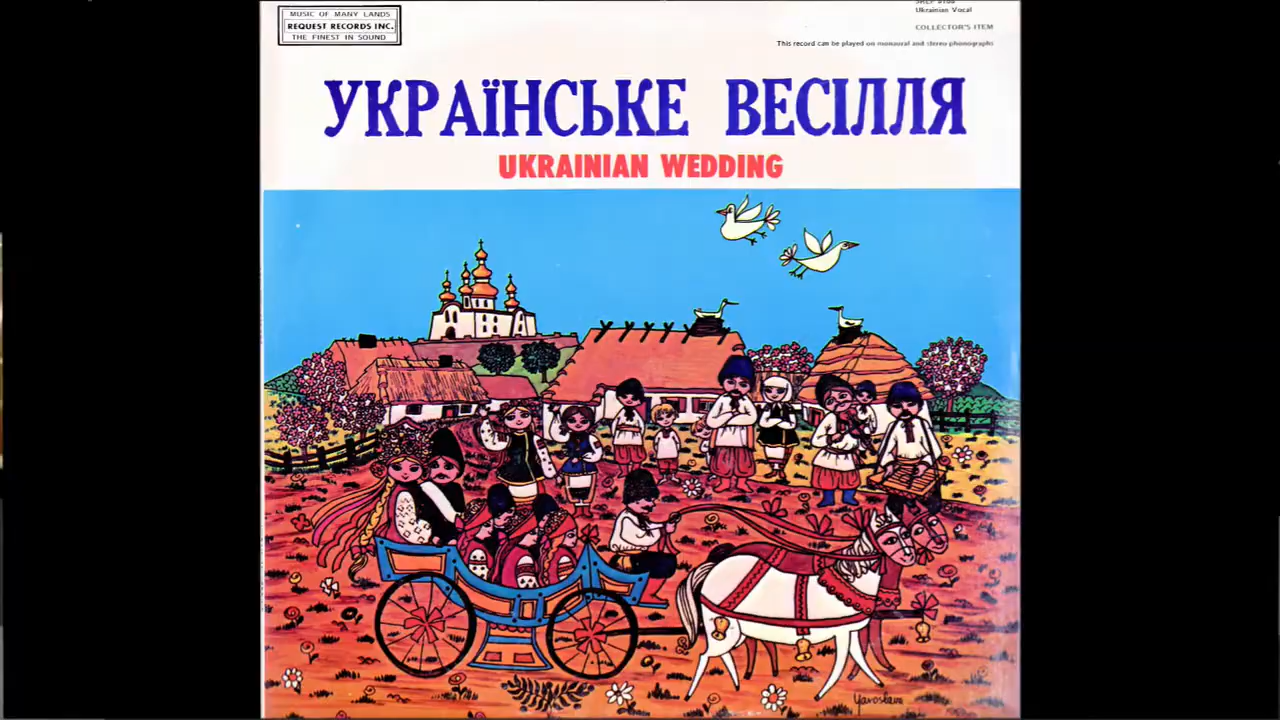 MUSIC OF MANY LANDS
REQUEST RECORDS INC.
THE FINEST IN SOUND
Ukrainian Vocal
COLLECTOR'S ITEM
This record can be played on monaural and stereo phonographs
УКРАЇНСЬКЕ ВЕСІЛЛЯ
UKRAINIAN WEDDING
Yaroslava